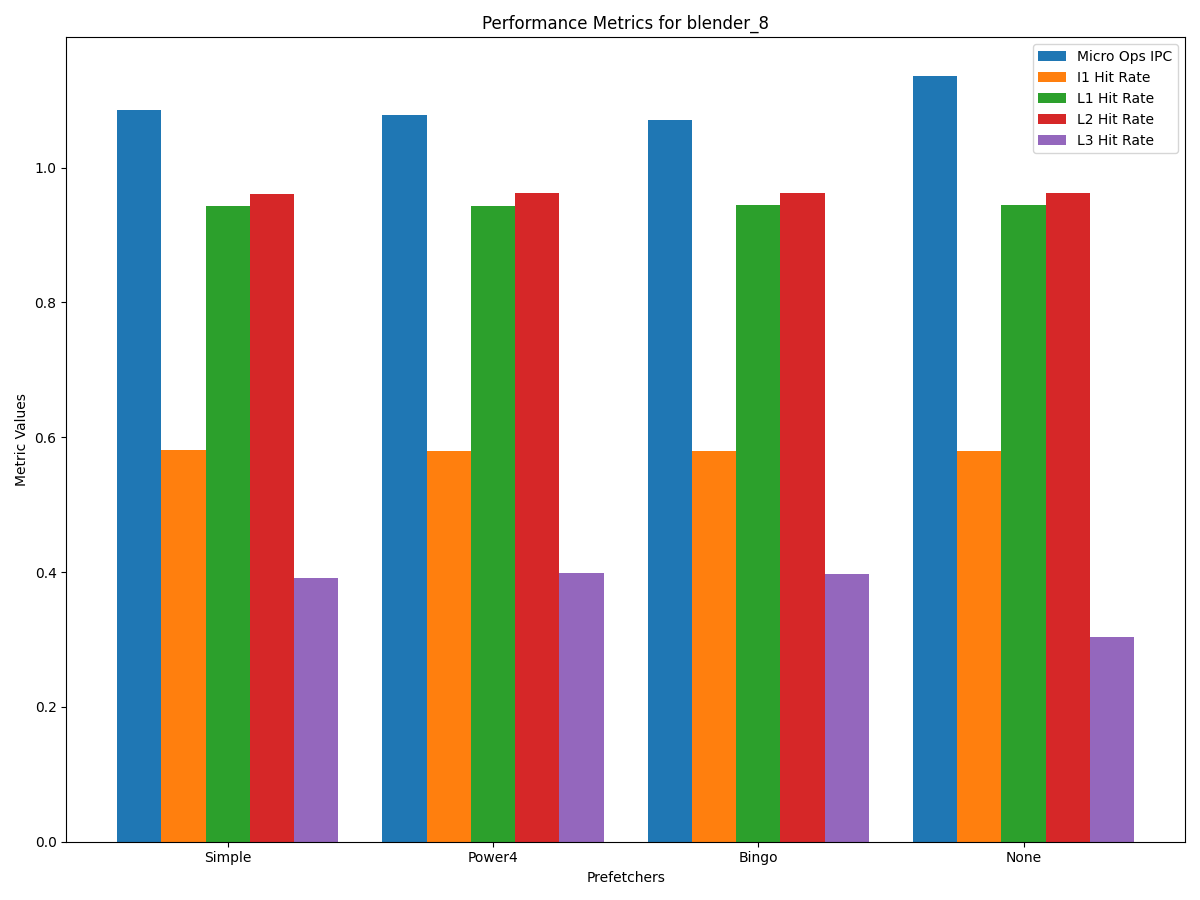 Performance Metrics for blender_8
Micro Ops IPC
I1 Hit Rate
L1 Hit Rate
L2 Hit Rate
L3 Hit Rate
Metric Values
1.0
0.8
0.6
0.4
0.2
0.0
Simple
Power4
Bingo
None
Prefetchers